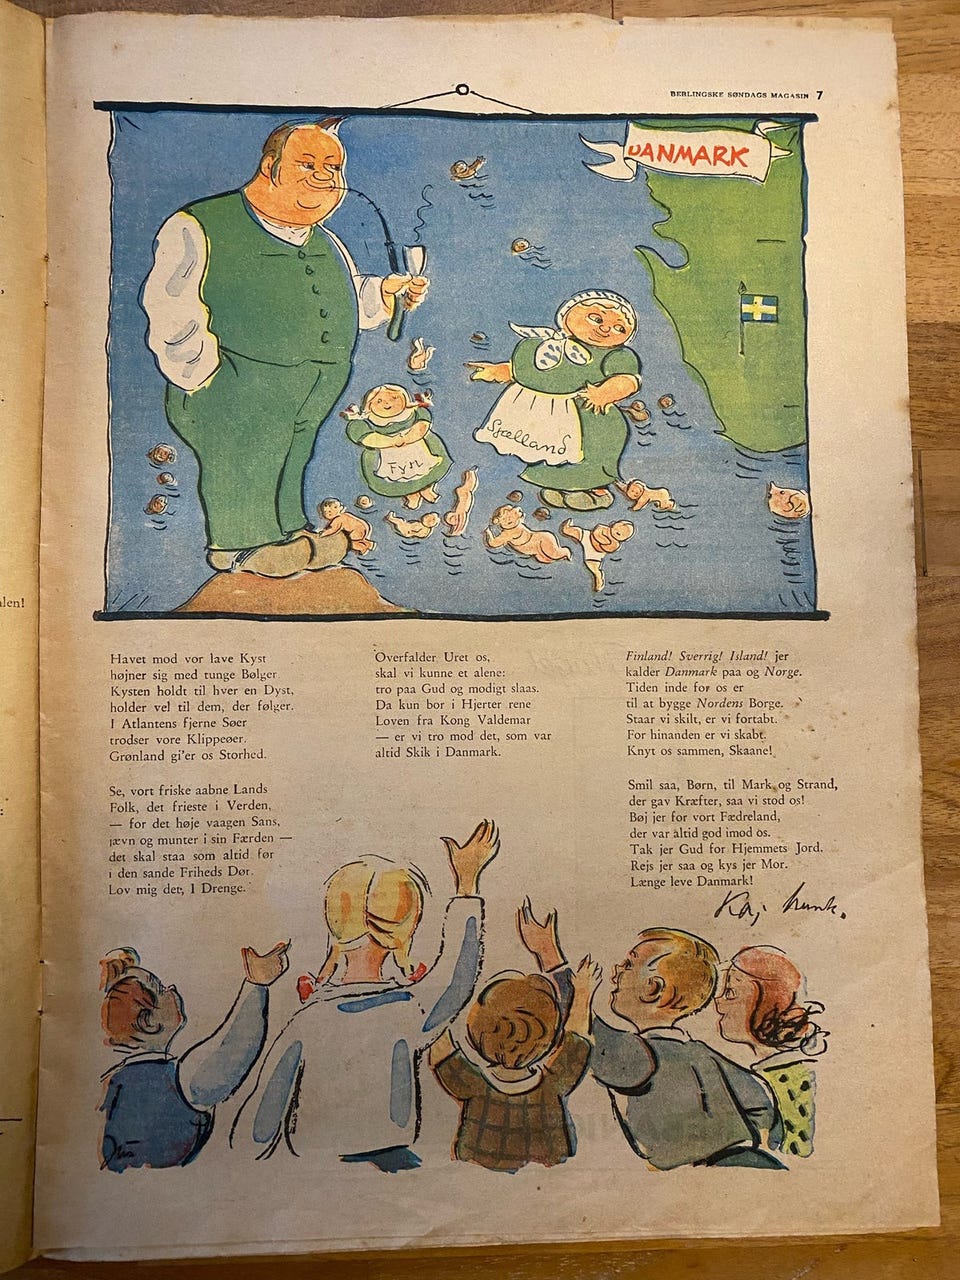 BERLINGSKE SØNDAGS MAGASIN 7
DANMARK
Sjælland
Fyn
alen!
Havet mod vor lave Kyst
højner sig med tunge Bølger.
Kysten holdt til hver en Dyst,
holder vel til dem, der følger.
I Atlantens fjerne Søer
trodser vore Klippeøer.
Grønland gi'er os Storhed.
Se, vort friske aabne Lands
Folk, det frieste i Verden,
— for det høje vaagen Sans,
jævn og munter i sin Færden —
det skal staa som altid før
i den sande Friheds Dør.
Lov mig det, I Drenge.
Overfalder Uret os,
skal vi kunne et alene:
tro paa Gud og modigt slaas.
Da kun bor i Hjerter rene
Loven fra Kong Valdemar
— er vi tro mod det, som var
altid Skik i Danmark.
Finland! Sverrig! Island! jer
kalder Danmark paa og Norge.
Tiden inde for os er
til at bygge Nordens Borge.
Staar vi skilt, er vi fortabt.
For hinanden er vi skabt.
Knyt os sammen, Skaane!
Smil saa, Børn, til Mark og Strand,
der gav Kræfter, saa vi stod os!
Bøj jer for vort Fædreland,
der var altid god imod os.
Tak jer Gud for Hjemmets Jord.
Rejs jer saa og kys jer Mor.
Længe leve Danmark!
Kaj Munk.